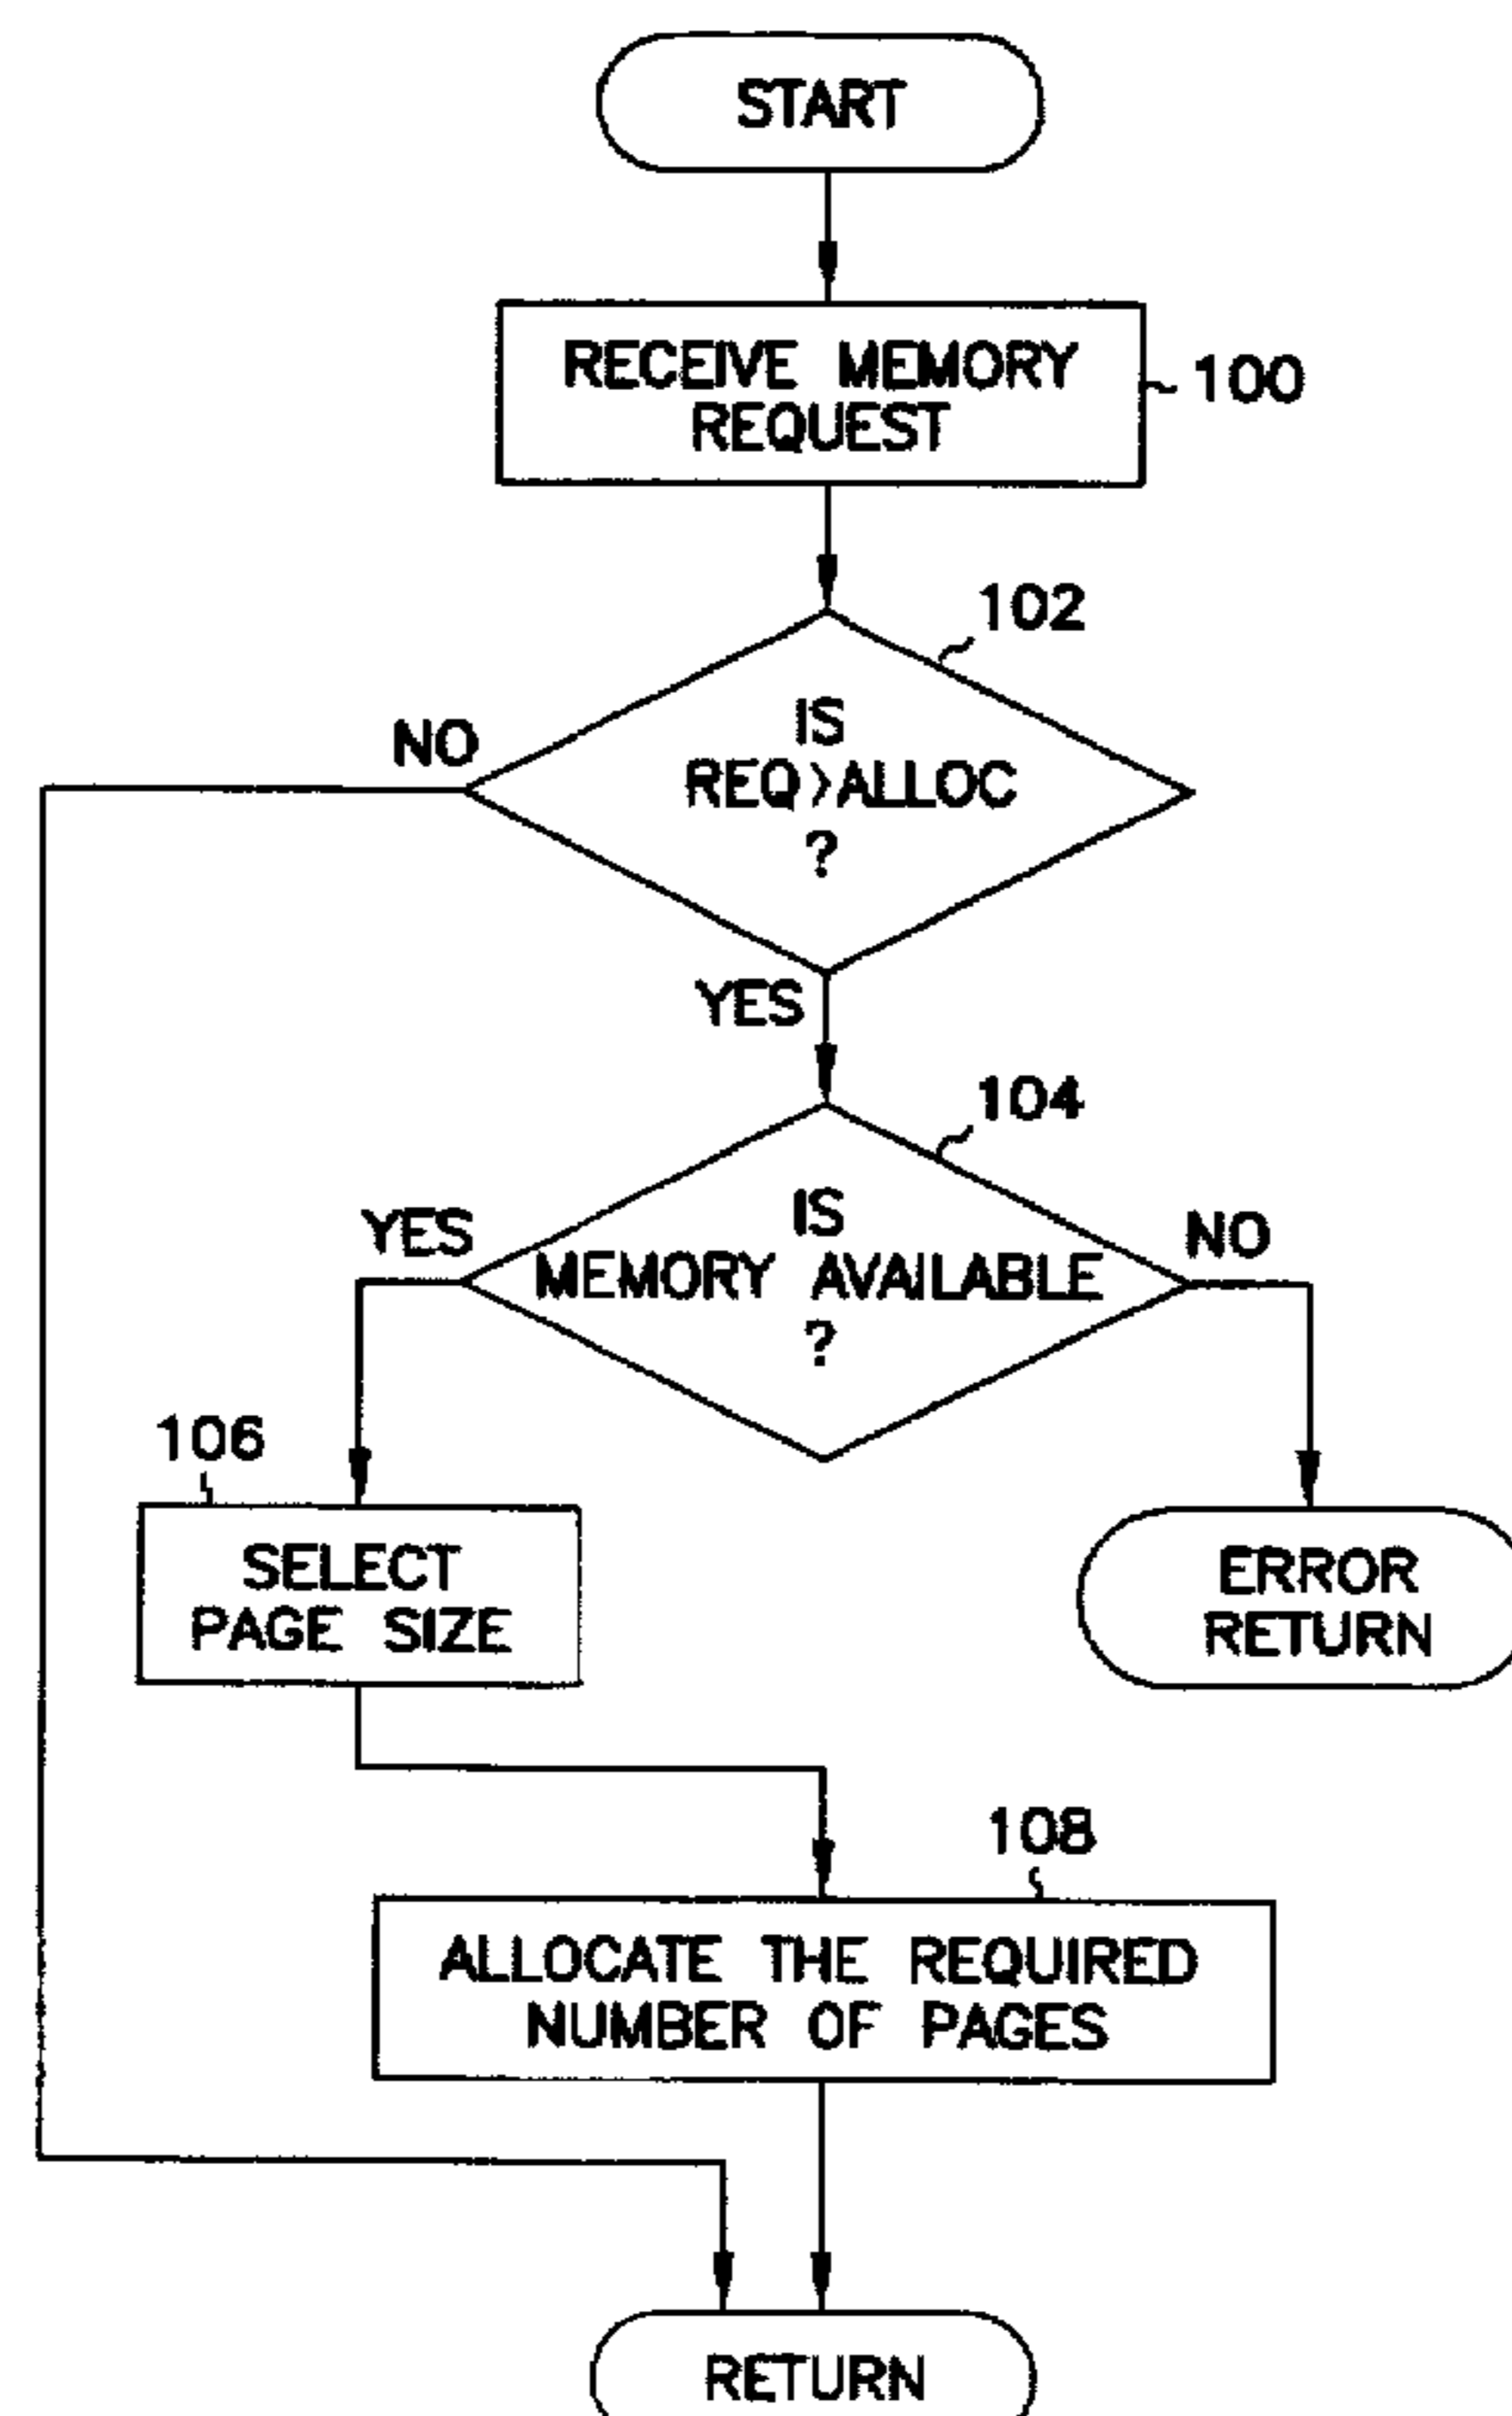 START
RECEIVE MEMORY
REQUEST
100
102
IS
REQ>ALLOC
?
NO
YES
104
IS
MEMORY AVAILABLE
?
YES
NO
106
SELECT
PAGE SIZE
ERROR
RETURN
108
ALLOCATE THE REQUIRED
NUMBER OF PAGES
RETURN